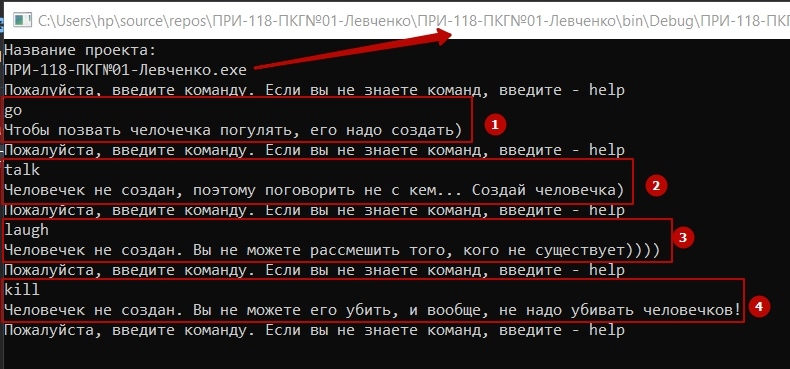 C:\Users\hp\source\repos\ПРИ-118-ПКГ№01-Левченко\ПРИ-118-ПКГ№01-Левченко\bin\Debug\ПРИ-118-ПКГ
Название проекта:
ПРИ-118-ПКГ№01-Левченко.exe
Пожалуйста, введите команду. Если вы не знаете команд, введите - help
go
Чтобы позвать челочечка погулять, его надо создать)
1
Пожалуйста, введите команду. Если вы не знаете команд, введите - help
talk
Человечек не создан, поэтому поговорить не с кем... Создай человечка)
2
Пожалуйста, введите команду. Если вы не знаете команд, введите - help
laugh
Человечек не создан. Вы не можете рассмешить того, кого не существует))))
3
Пожалуйста, введите команду. Если вы не знаете команд, введите - help
kill
Человечек не создан. Вы не можете его убить, и вообще, не надо убивать человечков!
4
Пожалуйста, введите команду. Если вы не знаете команд, введите - help